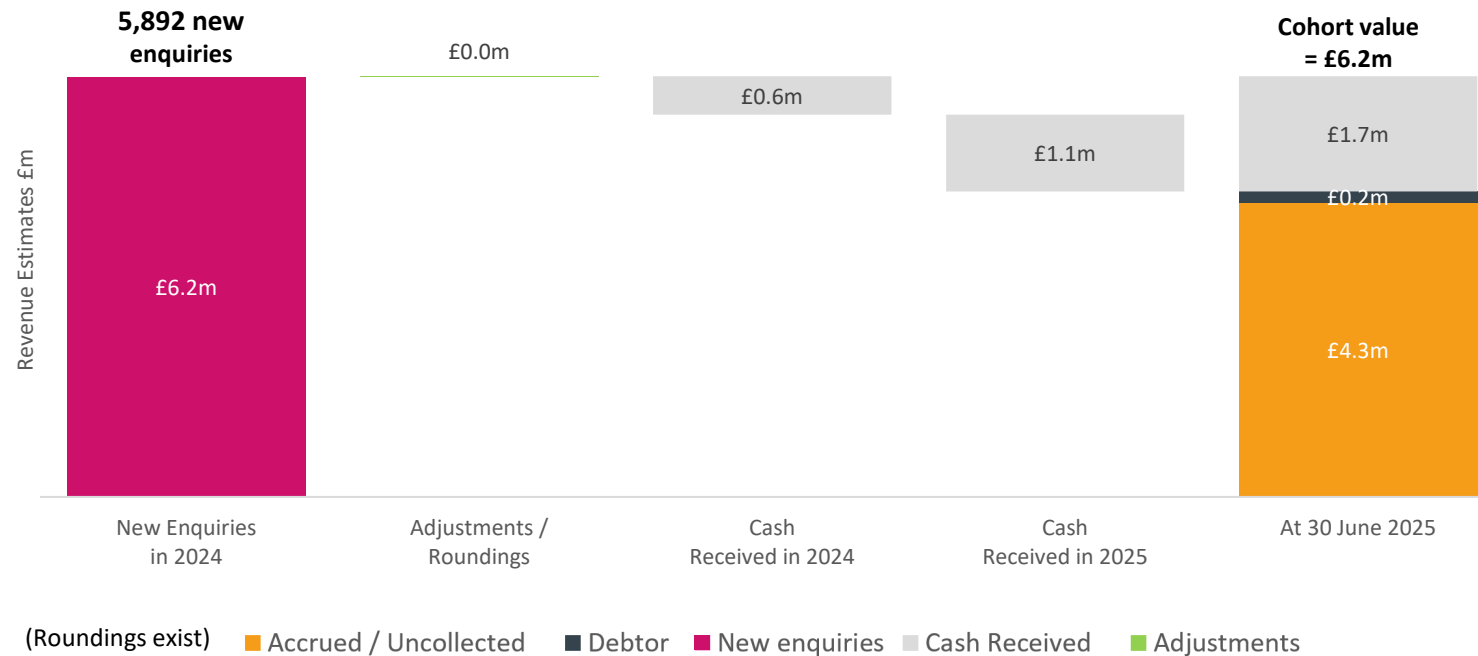 5,892 new
enquiries
£0.0m
Cohort value
= £6.2m
£0.6m
£1.1m
£1.7m
£0.2m
£6.2m
£4.3m
Revenue Estimates £m
New Enquiries
in 2024
Adjustments /
Roundings
Cash
Received in 2024
Cash
Received in 2025
At 30 June 2025
(Roundings exist)
Accrued / Uncollected
Debtor
New enquiries
Cash Received
Adjustments